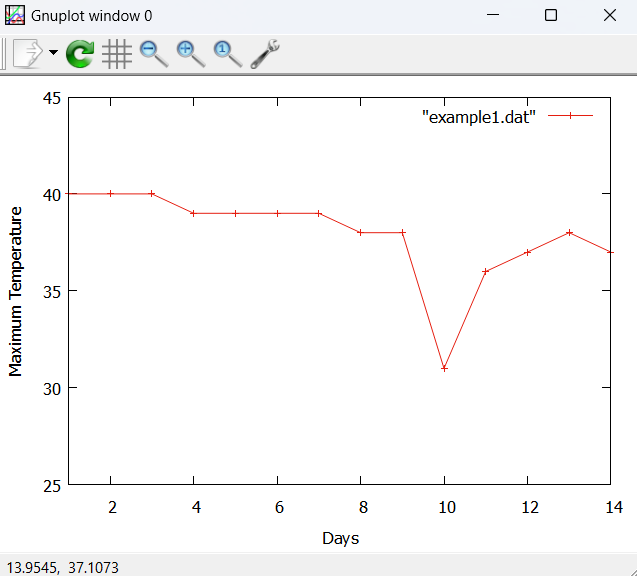 Gnuplot window 0
1
45
"example1.dat"
40
35
30
25
Maximum Temperature
2 4 6 8 10 12 14
Days
13.9545, 37.1073